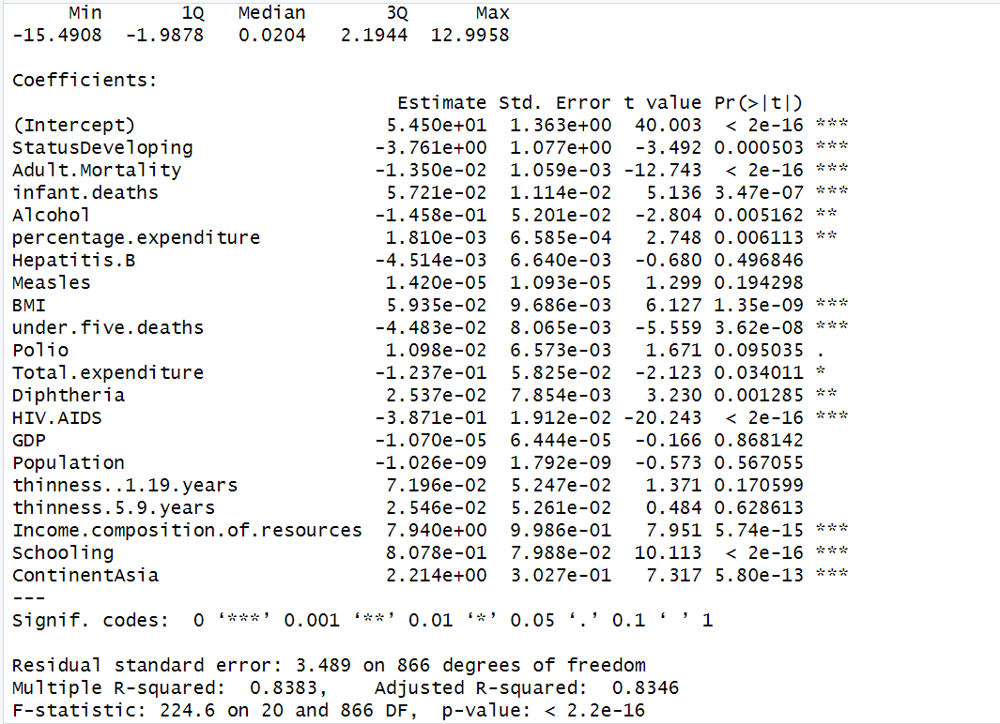 Min       1Q   Median       3Q      Max
-15.4908  -1.9878   0.0204   2.1944  12.9958

Coefficients:
                                  Estimate Std. Error t value Pr(>|t|)
(Intercept)                      5.450e+01  1.363e+00  40.003  < 2e-16 ***
StatusDeveloping                -3.761e+00  1.077e+00  -3.492 0.000503 ***
Adult.Mortality                 -1.350e-02  1.059e-03 -12.743  < 2e-16 ***
infant.deaths                    5.721e-02  1.114e-02   5.136 3.47e-07 ***
Alcohol                         -1.458e-01  5.201e-02  -2.804 0.005162 **
percentage.expenditure           1.810e-03  6.585e-04   2.748 0.006113 **
Hepatitis.B                     -4.514e-03  6.640e-03  -0.680 0.496846
Measles                          1.420e-05  1.093e-05   1.299 0.194298
BMI                              5.935e-02  9.686e-03   6.127 1.35e-09 ***
under.five.deaths               -4.483e-02  8.065e-03  -5.559 3.62e-08 ***
Polio                            1.098e-02  6.573e-03   1.671 0.095035 .
Total.expenditure               -1.237e-01  5.825e-02  -2.123 0.034011 *
Diphtheria                       2.537e-02  7.854e-03   3.230 0.001285 **
HIV.AIDS                        -3.871e-01  1.912e-02 -20.243  < 2e-16 ***
GDP                             -1.070e-05  6.444e-05  -0.166 0.868142
Population                      -1.026e-09  1.792e-09  -0.573 0.567055
thinness..1.19.years             7.196e-02  5.247e-02   1.371 0.170599
thinness.5.9.years               2.546e-02  5.261e-02   0.484 0.628613
Income.composition.of.resources  7.940e+00  9.986e-01   7.951 5.74e-15 ***
Schooling                        8.078e-01  7.988e-02  10.113  < 2e-16 ***
ContinentAsia                    2.214e+00  3.027e-01   7.317 5.80e-13 ***
---
Signif. codes:  0 ‘***’ 0.001 ‘**’ 0.01 ‘*’ 0.05 ‘.’ 0.1 ‘ ’ 1

Residual standard error: 3.489 on 866 degrees of freedom
Multiple R-squared:  0.8383,    Adjusted R-squared:  0.8346
F-statistic: 224.6 on 20 and 866 DF,  p-value: < 2.2e-16